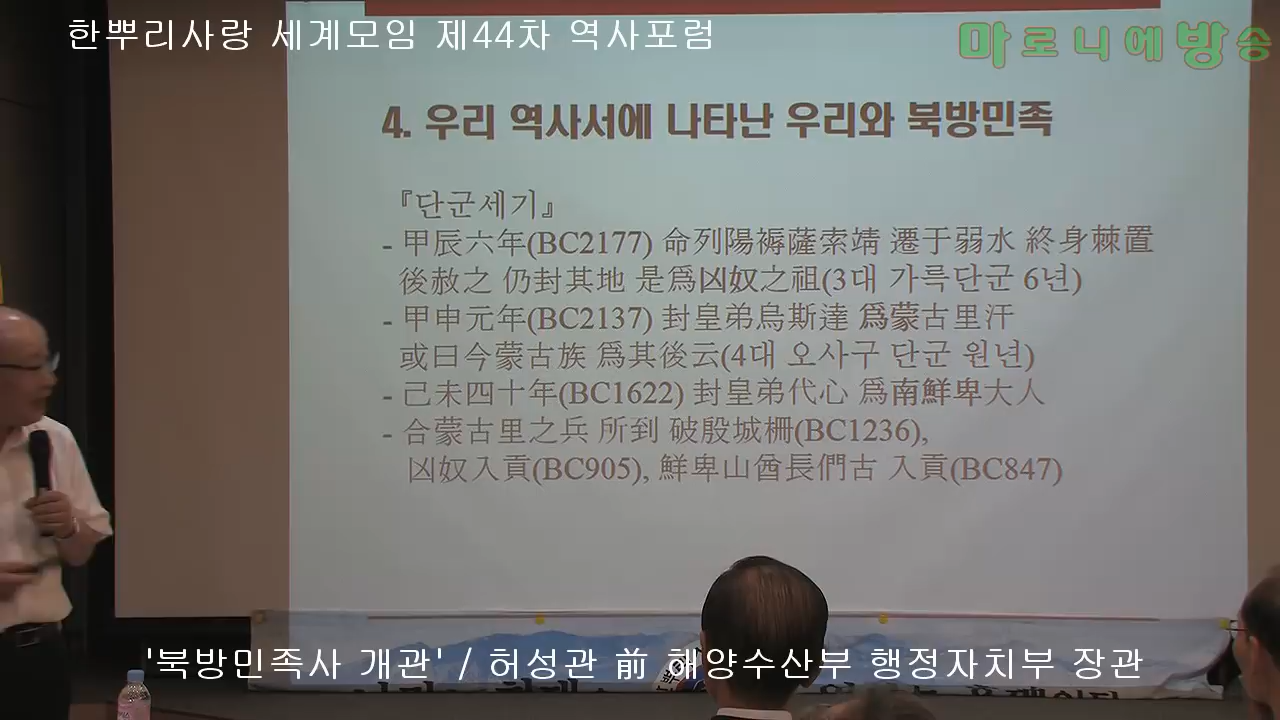 한뿌리사랑 세계모임 제44차 역사포럼
마로니에방송
4. 우리 역사서에 나타난 우리와 북방민족
『단군세기』
- 甲辰六年(BC2177) 命列陽褥薩索靖 遷于弱水 終身棘置
後赦之 仍封其地 是爲凶奴之祖(3대 가륵단군 6년)
- 甲申元年(BC2137) 封皇弟烏斯達 爲蒙古里汗
或曰今蒙古族 爲其後云(4대 오사구 단군 원년)
- 己未四十年(BC1622) 封皇弟代心 爲南鮮卑大人
- 合蒙古里之兵 所到 破殷城柵(BC1236),
凶奴入貢(BC905), 鮮卑山酋長們古 入貢(BC847)
'북방민족사 개관' / 허성관 前 해양수산부 행정자치부 장관